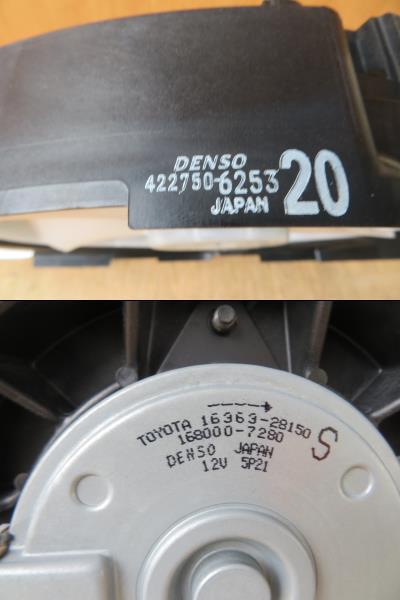 DENSO
422750-6253
JAPAN
20
TOYOTA 16363-28150
168000-7280
DENSO JAPAN
12V 5P21
S